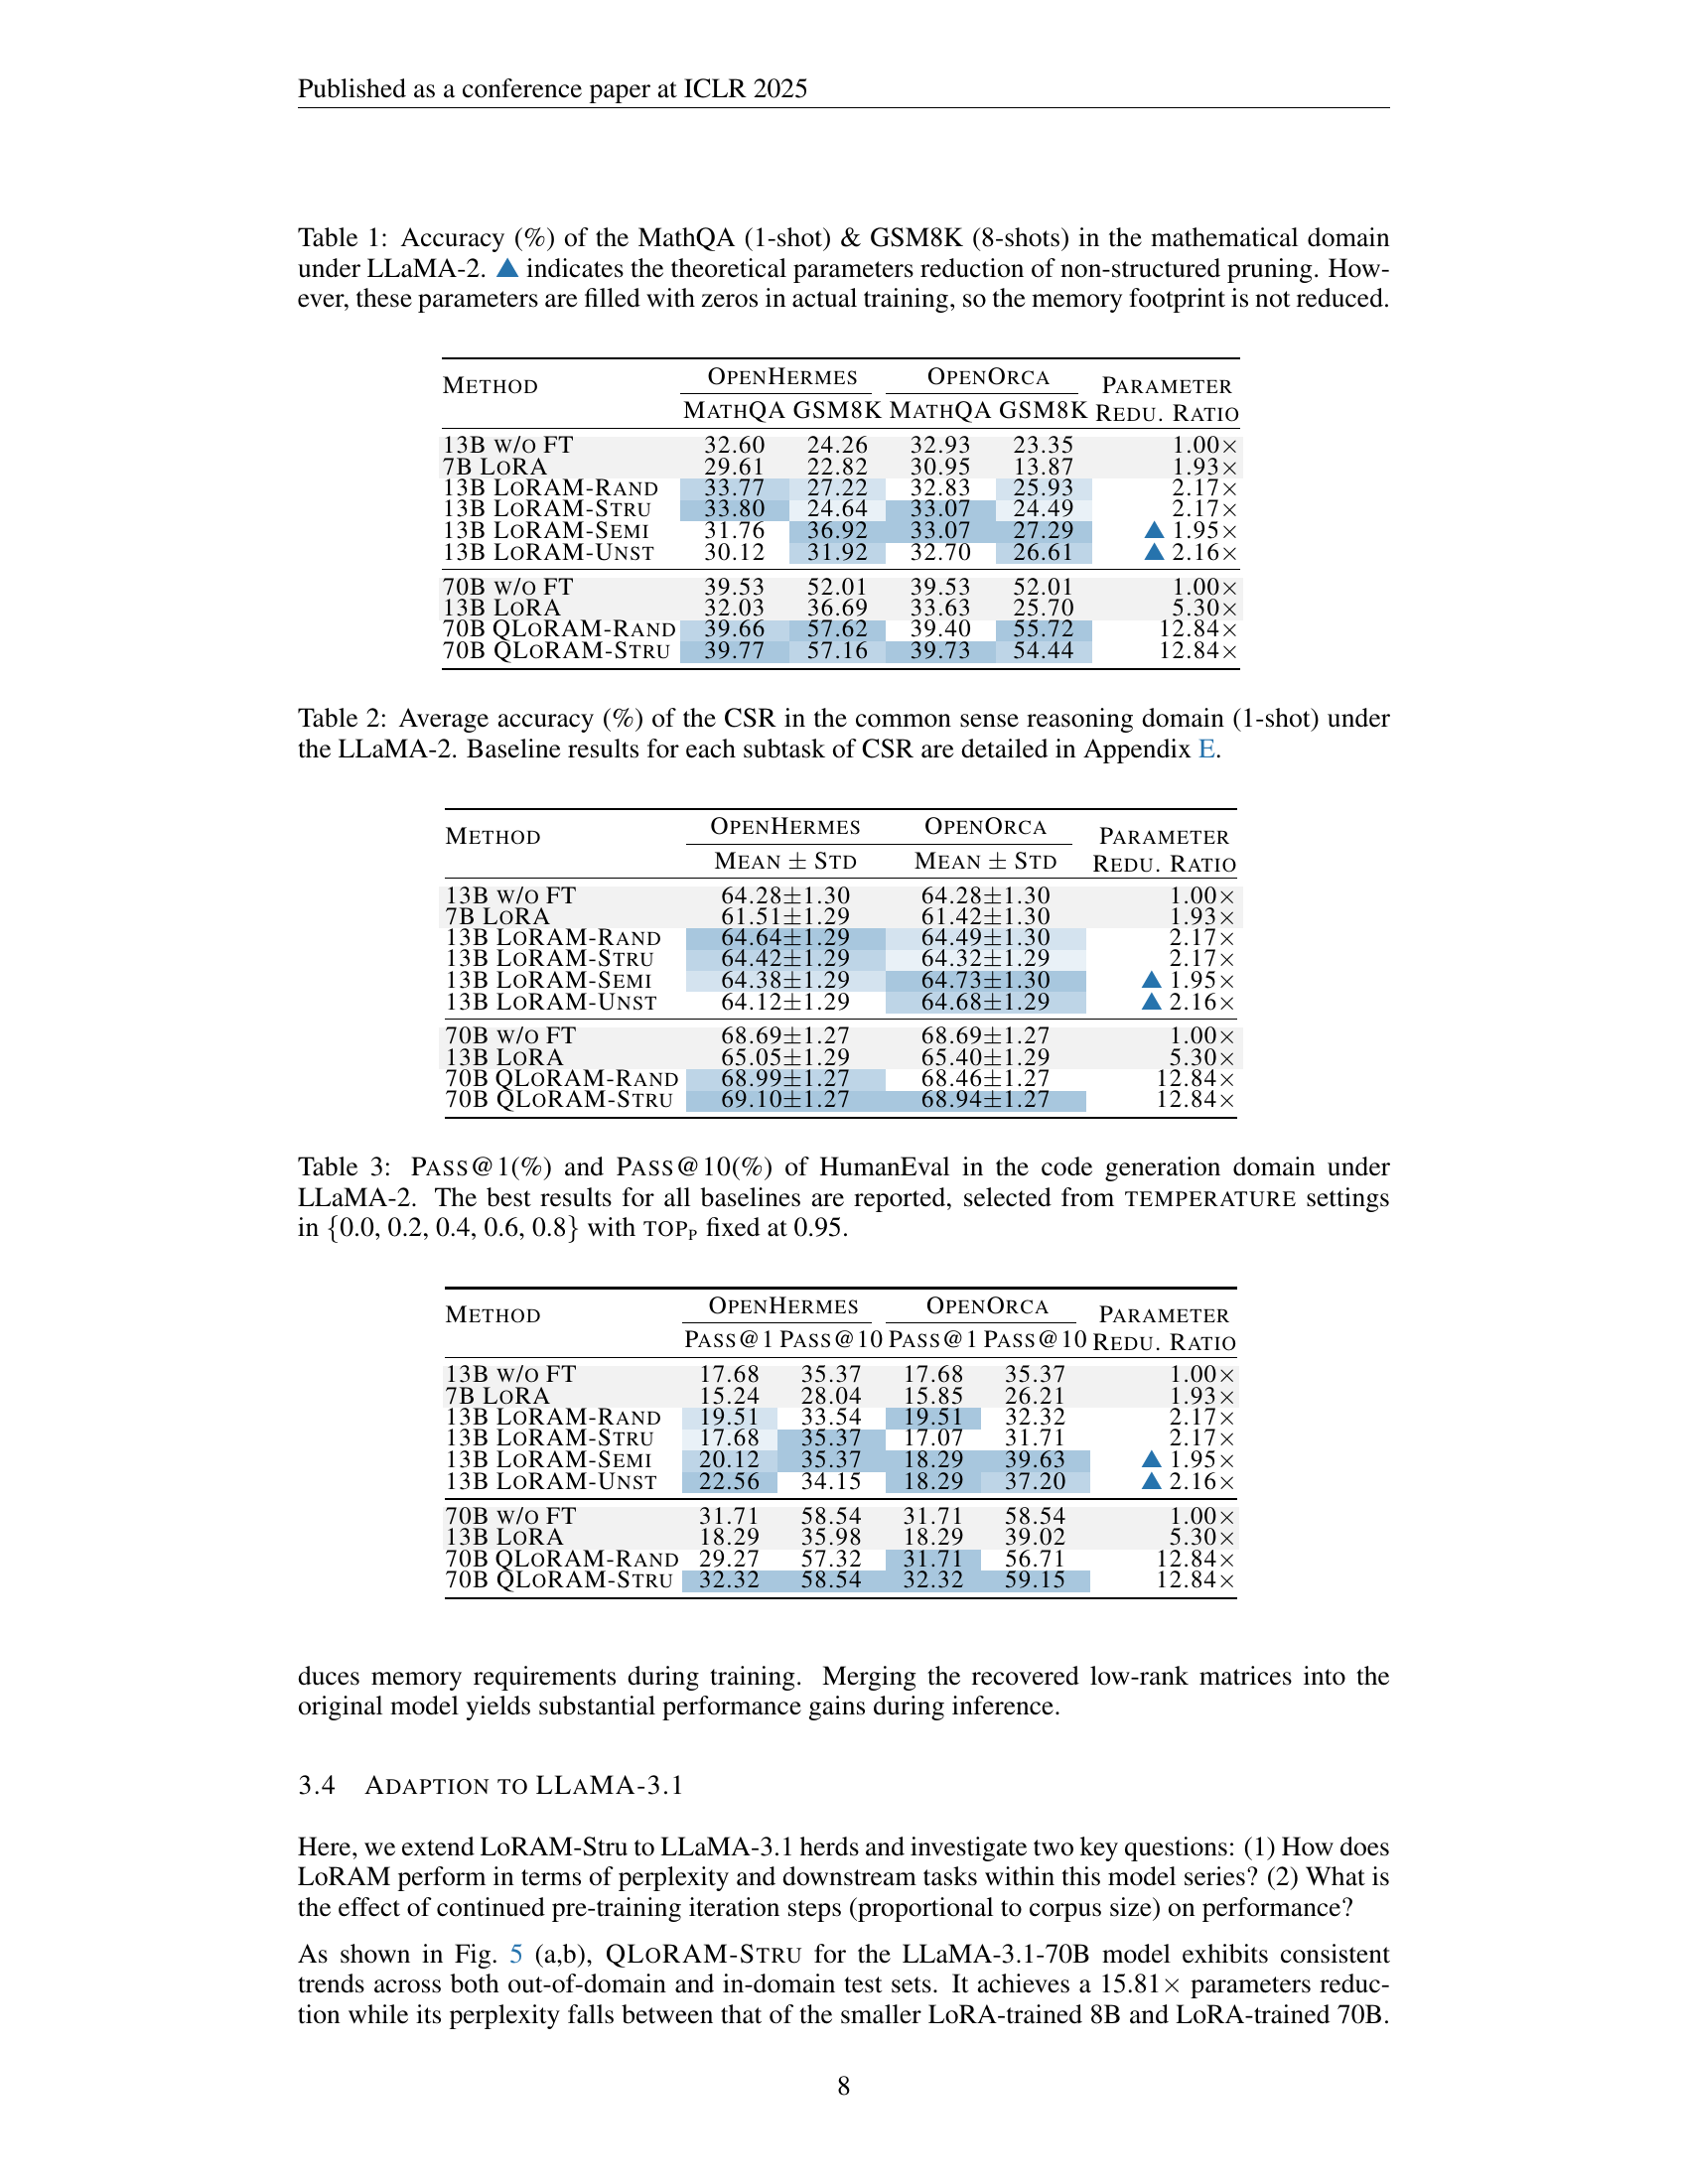 Published as a conference paper at ICLR 2025
Table 1: Accuracy (%) of the MathQA (1-shot) & GSM8K (8-shots) in the mathematical domain
under LLaMA-2. ▲ indicates the theoretical parameters reduction of non-structured pruning. How-
ever, these parameters are filled with zeros in actual training, so the memory footprint is not reduced.
METHOD OPENHERMES OPENORCA PARAMETER
MATHQA GSM8K MATHQA GSM8K REDU. RATIO
13B W/O FT 32.60 24.26 32.93 23.35 1.00×
7B LORA 29.61 22.82 30.95 13.87 1.93×
13B LORAM-RAND 33.77 27.22 32.83 25.93 2.17×
13B LORAM-STRU 33.80 24.64 33.07 24.49 2.17×
13B LORAM-SEMI 31.76 36.92 33.07 27.29 ▲ 1.95×
13B LORAM-UNST 30.12 31.92 32.70 26.61 ▲ 2.16×
70B W/O FT 39.53 52.01 39.53 52.01 1.00×
13B LORA 32.03 36.69 33.63 25.70 5.30×
70B QLORAM-RAND 39.66 57.62 39.40 55.72 12.84×
70B QLORAM-STRU 39.77 57.16 39.73 54.44 12.84×
Table 2: Average accuracy (%) of the CSR in the common sense reasoning domain (1-shot) under
the LLaMA-2. Baseline results for each subtask of CSR are detailed in Appendix E.
METHOD OPENHERMES OPENORCA PARAMETER
MEAN ± STD MEAN ± STD REDU. RATIO
13B W/O FT 64.28±1.30 64.28±1.30 1.00×
7B LORA 61.51±1.29 61.42±1.30 1.93×
13B LORAM-RAND 64.64±1.29 64.49±1.30 2.17×
13B LORAM-STRU 64.42±1.29 64.32±1.29 2.17×
13B LORAM-SEMI 64.38±1.29 64.73±1.30 ▲ 1.95×
13B LORAM-UNST 64.12±1.29 64.68±1.29 ▲ 2.16×
70B W/O FT 68.69±1.27 68.69±1.27 1.00×
13B LORA 65.05±1.29 65.40±1.29 5.30×
70B QLORAM-RAND 68.99±1.27 68.46±1.27 12.84×
70B QLORAM-STRU 69.10±1.27 68.94±1.27 12.84×
Table 3: PASS@1(%) and PASS@10(%) of HumanEval in the code generation domain under
LLaMA-2. The best results for all baselines are reported, selected from TEMPERATURE settings
in {0.0, 0.2, 0.4, 0.6, 0.8} with TOPP fixed at 0.95.
METHOD OPENHERMES OPENORCA PARAMETER
PASS@1 PASS@10 PASS@1 PASS@10 REDU. RATIO
13B W/O FT 17.68 35.37 17.68 35.37 1.00×
7B LORA 15.24 28.04 15.85 26.21 1.93×
13B LORAM-RAND 19.51 33.54 19.51 32.32 2.17×
13B LORAM-STRU 17.68 35.37 17.07 31.71 2.17×
13B LORAM-SEMI 20.12 35.37 18.29 39.63 ▲ 1.95×
13B LORAM-UNST 22.56 34.15 18.29 37.20 ▲ 2.16×
70B W/O FT 31.71 58.54 31.71 58.54 1.00×
13B LORA 18.29 35.98 18.29 39.02 5.30×
70B QLORAM-RAND 29.27 57.32 31.71 56.71 12.84×
70B QLORAM-STRU 32.32 58.54 32.32 59.15 12.84×
duces memory requirements during training. Merging the recovered low-rank matrices into the
original model yields substantial performance gains during inference.
3.4 ADAPTION TO LLAMA-3.1
Here, we extend LoRAM-Stru to LLaMA-3.1 herds and investigate two key questions: (1) How does
LoRAM perform in terms of perplexity and downstream tasks within this model series? (2) What is
the effect of continued pre-training iteration steps (proportional to corpus size) on performance?
As shown in Fig. 5 (a,b), QLORAM-STRU for the LLaMA-3.1-70B model exhibits consistent
trends across both out-of-domain and in-domain test sets. It achieves a 15.81× parameters reduc-
tion while its perplexity falls between that of the smaller LoRA-trained 8B and LoRA-trained 70B.
8